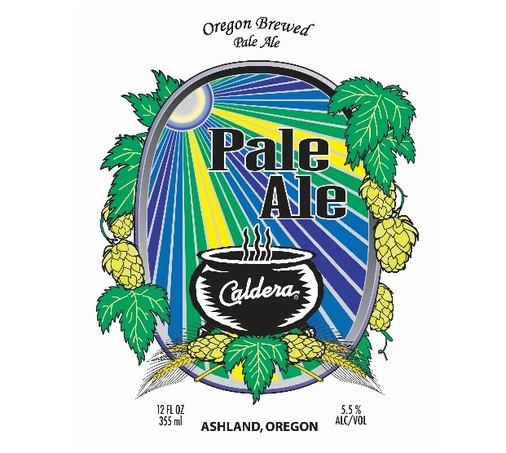 Oregon Brewed
Pale Ale
Pale
Ale
Caldera®
12 FL OZ
355 ml
ASHLAND, OREGON
5.5 %
ALC/VOL